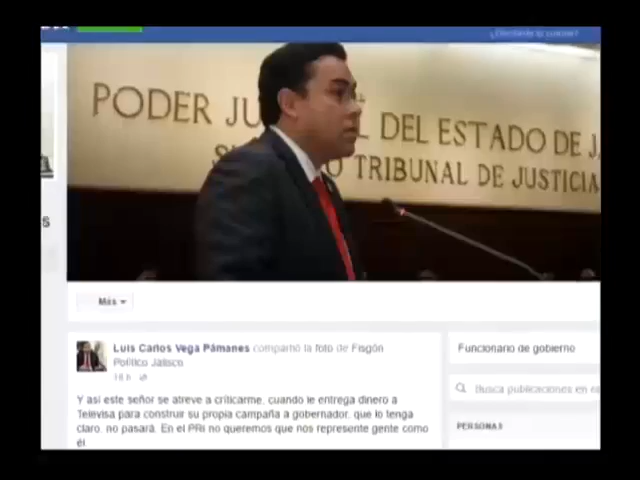 PODER JU L DEL ESTADO DE
TRIBUNAL DE JUSTICIA
Más
Luis Carlos Vega Pámanes compartió la foto de Fisgón
Político Jalisco
18 h
Y así este señor se atreve a criticarme, cuando le entrega dinero a
Televisa para construir su propia campaña a gobernador, que lo tenga
claro, no pasará. En el PRI no queremos que nos represente gente como
él.
Funcionario de gobierno
Busca publicaciones en es
PERSONAS